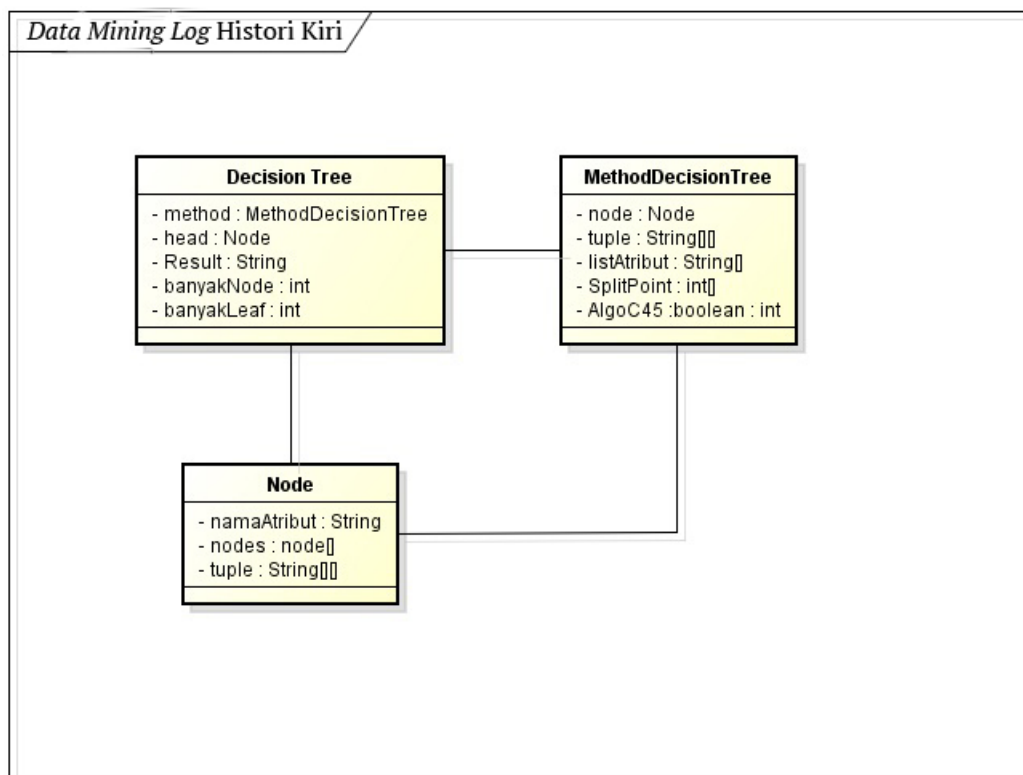 Data Mining Log Histori Kiri
Decision Tree
- method : MethodDecisionTree
- head : Node
- Result : String
- banyakNode : int
- banyakLeaf : int
MethodDecisionTree
- node : Node
- tuple : String[][]
- listAtribut : String[]
- SplitPoint : int[]
- AlgoC45 :boolean : int
Node
- namaAtribut : String
- nodes : node[]
- tuple : String[][]